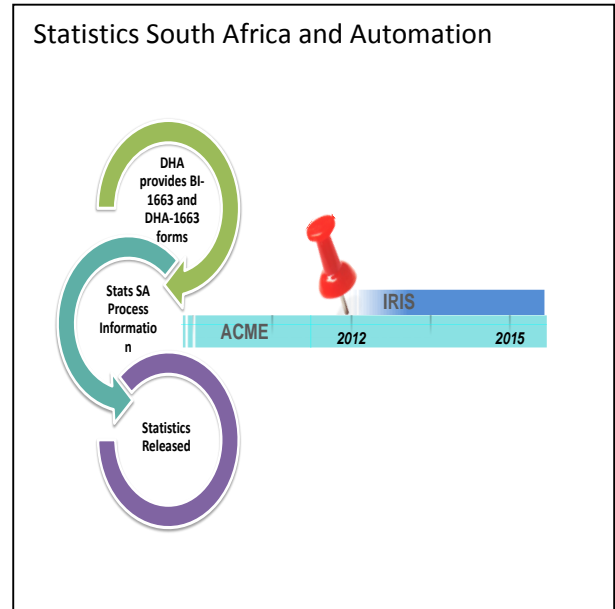 Statistics South Africa and Automation
DHA
provides BI-
1663 and
DHA-1663
forms
Stats SA
Process
Informatio
n
Statistics
Released
IRIS
ACME
2012
2015